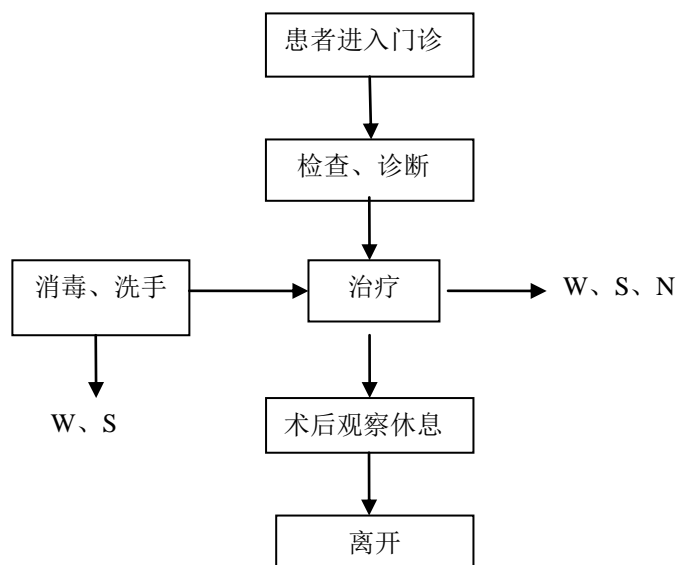 患者进入门诊
检查、诊断
消毒、洗手
治疗
W、S、N
W、S
术后观察休息
离开